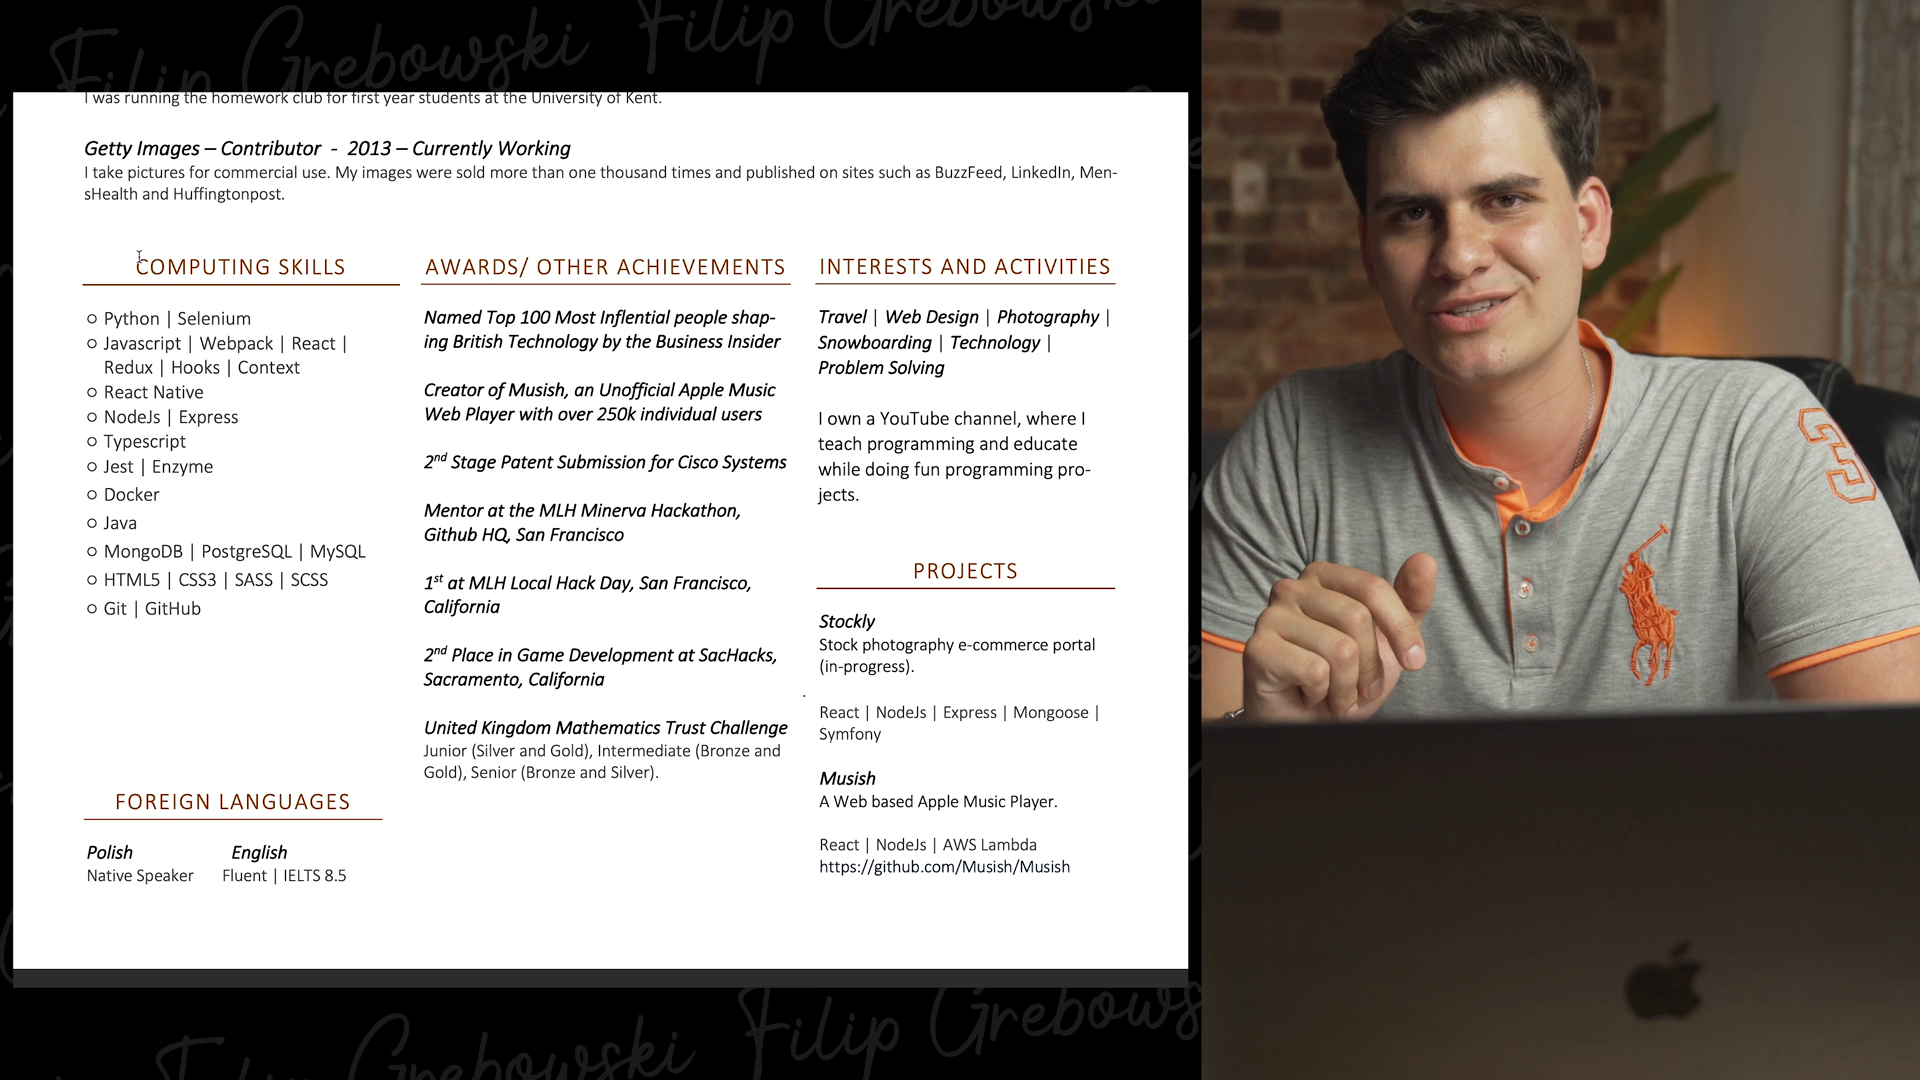 Filip Grebowski Filip Grebowski
I was running the homework club for first year students at the University of Kent.
Getty Images – Contributor - 2013 – Currently Working
I take pictures for commercial use. My images were sold more than one thousand times and published on sites such as BuzzFeed, LinkedIn, Men-
sHealth and Huffingtonpost.
COMPUTING SKILLS
○ Python | Selenium
○ Javascript | Webpack | React |
Redux | Hooks | Context
○ React Native
○ NodeJs | Express
○ Typescript
○ Jest | Enzyme
○ Docker
○ Java
○ MongoDB | PostgreSQL | MySQL
○ HTML5 | CSS3 | SASS | SCSS
○ Git | GitHub
FOREIGN LANGUAGES
Polish English
Native Speaker Fluent | IELTS 8.5
AWARDS/ OTHER ACHIEVEMENTS
Named Top 100 Most Inflential people shap-
ing British Technology by the Business Insider
Creator of Musish, an Unofficial Apple Music
Web Player with over 250k individual users
2nd Stage Patent Submission for Cisco Systems
Mentor at the MLH Minerva Hackathon,
Github HQ, San Francisco
1st at MLH Local Hack Day, San Francisco,
California
2nd Place in Game Development at SacHacks,
Sacramento, California
United Kingdom Mathematics Trust Challenge
Junior (Silver and Gold), Intermediate (Bronze and
Gold), Senior (Bronze and Silver).
INTERESTS AND ACTIVITIES
Travel | Web Design | Photography |
Snowboarding | Technology |
Problem Solving
I own a YouTube channel, where I
teach programming and educate
while doing fun programming pro-
jects.
PROJECTS
Stockly
Stock photography e-commerce portal
(in-progress).
React | NodeJs | Express | Mongoose |
Symfony
Musish
A Web based Apple Music Player.
React | NodeJs | AWS Lambda
https://github.com/Musish/Musish
3
Filip Grebowski Filip Grebows